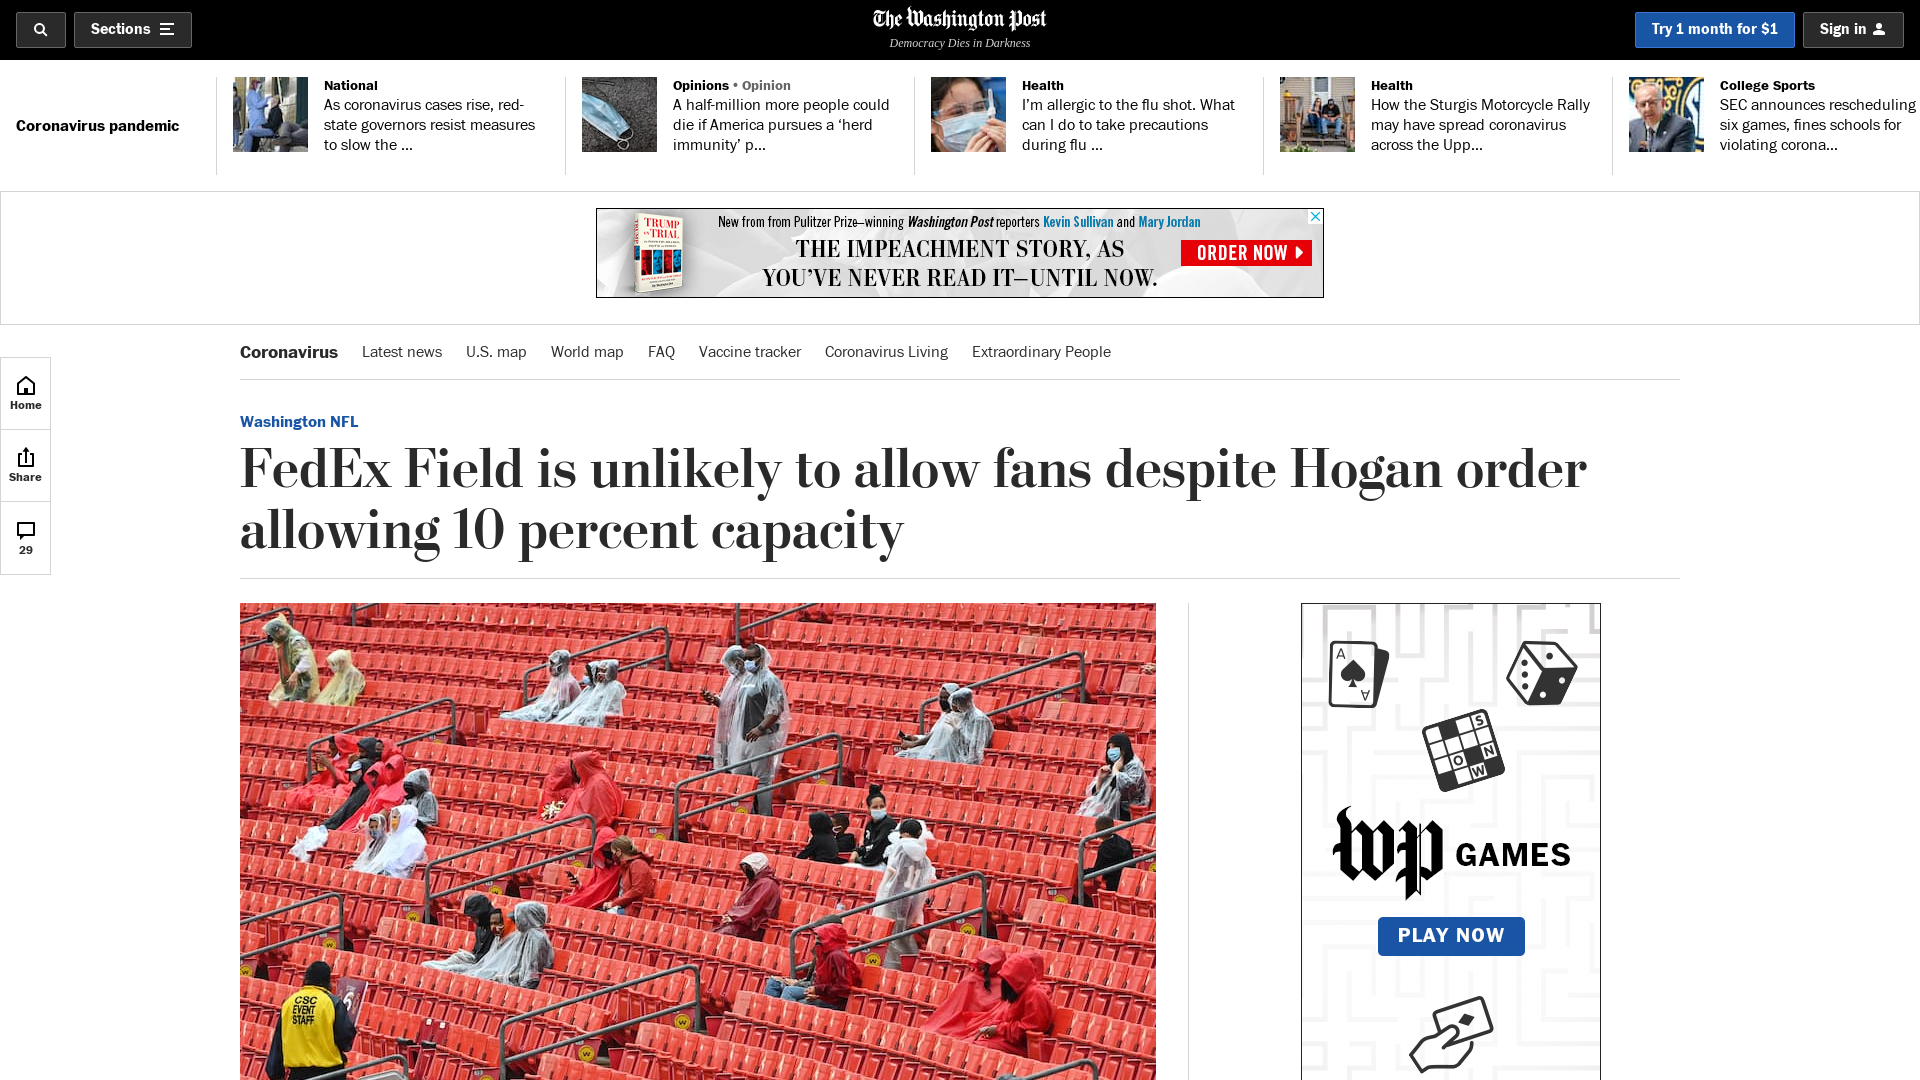 Sections
The Washington Post
Democracy Dies in Darkness
Try 1 month for $1
Sign in
Coronavirus pandemic
National
As coronavirus cases rise, red-
state governors resist measures
to slow the ...
Opinions • Opinion
A half-million more people could
die if America pursues a ‘herd
immunity’ p...
Health
I’m allergic to the flu shot. What
can I do to take precautions
during flu ...
Health
How the Sturgis Motorcycle Rally
may have spread coronavirus
across the Upp...
College Sports
SEC announces rescheduling
six games, fines schools for
violating corona...
TRUMP
ON TRIAL
New from from Pulitzer Prize–winning Washington Post reporters Kevin Sullivan and Mary Jordan
THE IMPEACHMENT STORY, AS
YOU’VE NEVER READ IT—UNTIL NOW.
ORDER NOW
Coronavirus Latest news U.S. map World map FAQ Vaccine tracker Coronavirus Living Extraordinary People
Home
Share
29
Washington NFL
FedEx Field is unlikely to allow fans despite Hogan order
allowing 10 percent capacity
CSC
EVENT
STAFF
A
A
S
N
O
W
wp GAMES
PLAY NOW